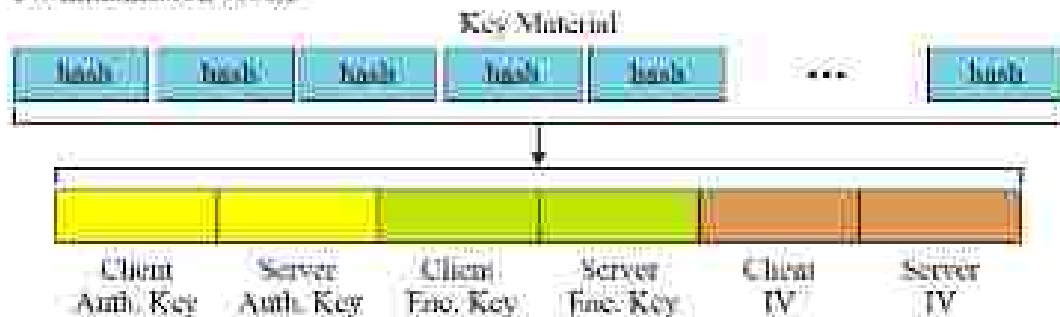 Key Material
hash hash hash hash hash ... hash
Client Server Client Server Client Server
Auth. Key Auth. Key Enc. Key Enc. Key IV IV